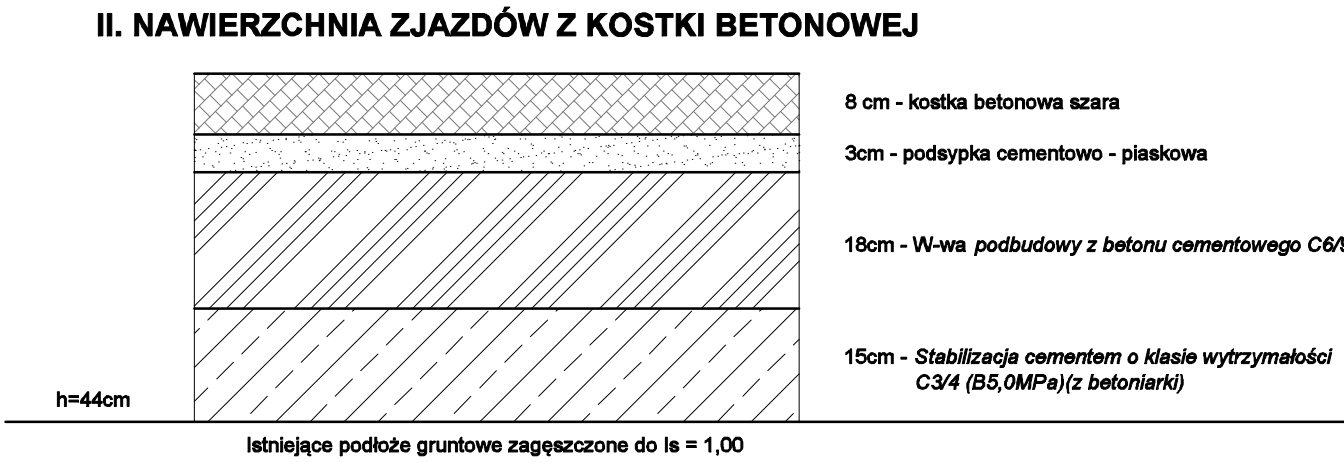 II. NAWIERZCHNIA ZJAZDÓW Z KOSTKI BETONOWEJ
8 cm - kostka betonowa szara
3cm - podsypka cementowo - piaskowa
18cm - W-wa podbudowy z betonu cementowego C6/9
15cm - Stabilizacja cementem o klasie wytrzymałości
C3/4 (B5,0MPa)(z betoniarki)
h=44cm
Istniejące podłoże gruntowe zagęszczone do Is = 1,00